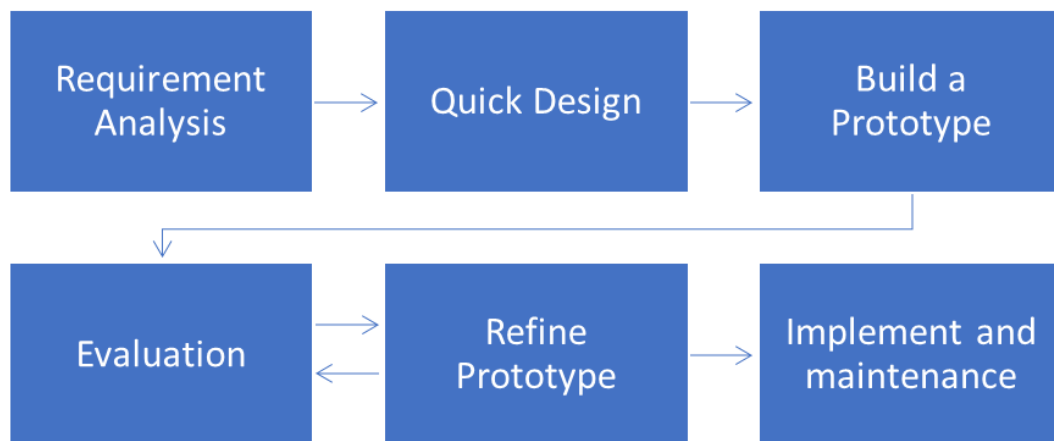 Requirement
Analysis
Quick Design
Build a
Prototype
Evaluation
Refine
Prototype
Implement and
maintenance